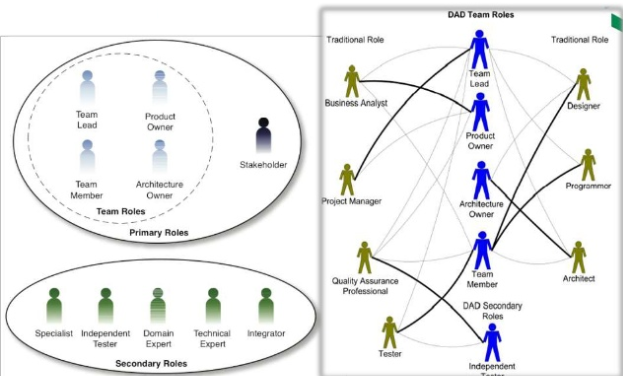 Team
Lead
Product
Owner
Team
Member
Architecture
Owner
Team Roles
Stakeholder
Primary Roles
Specialist
Independent
Tester
Domain
Expert
Technical
Expert
Integrator
Secondary Roles
DAD Team Roles
Traditional Role
Traditional Role
Team
Lead
Business Analyst
Designer
Product
Owner
Project Manager
Programmer
Architecture
Owner
Quality Assurance
Professional
Team
Member
Architect
DAD Secondary
Roles
Tester
Independent